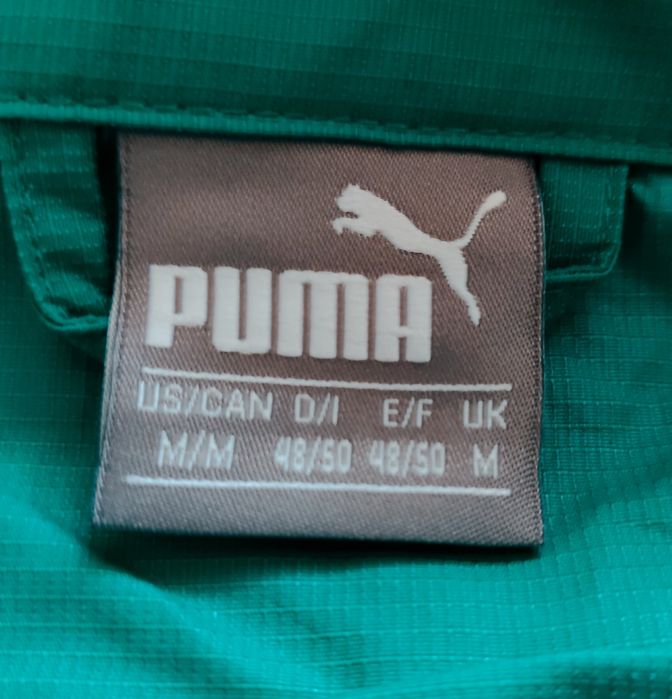 PUMA
US/CAN D/I E/F UK
M/M 48/50 48/50 M